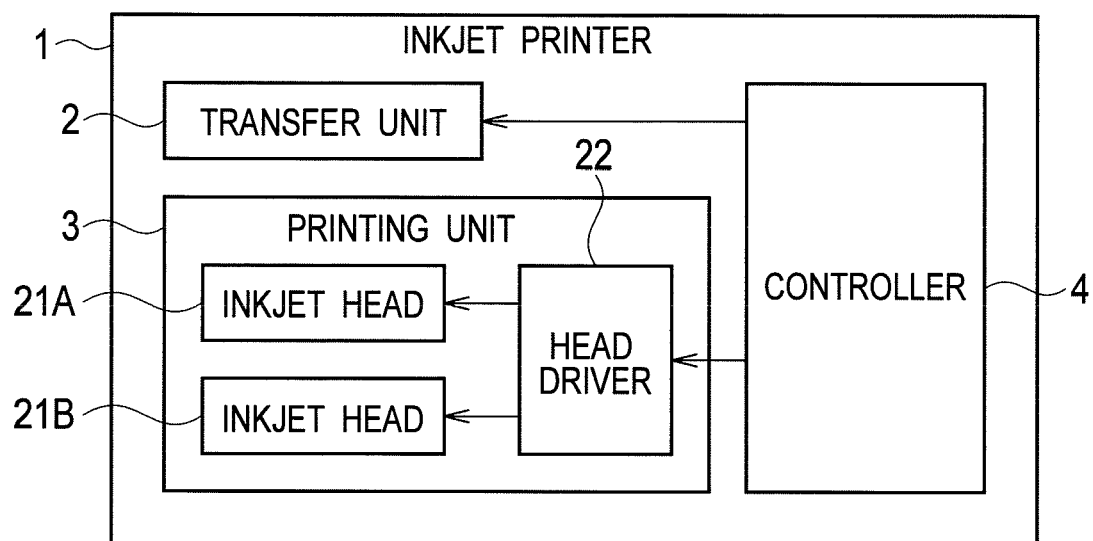 1
INKJET PRINTER
2
TRANSFER UNIT
22
3
PRINTING UNIT
21A
INKJET HEAD
HEAD
DRIVER
CONTROLLER
4
21B
INKJET HEAD